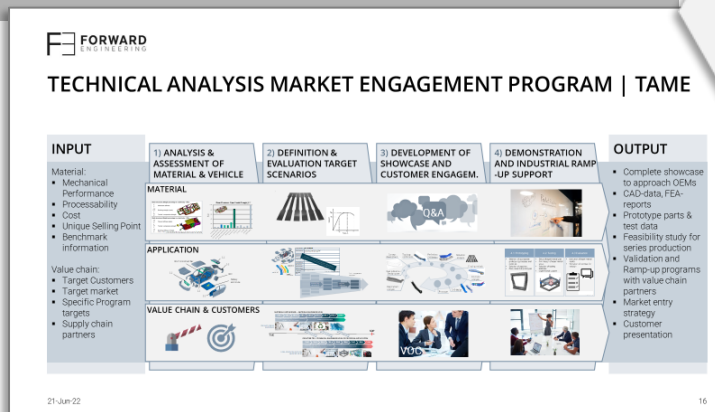 FORWARD
ENGINEERING
TECHNICAL ANALYSIS MARKET ENGAGEMENT PROGRAM | TAME
INPUT
Material:
▪ Mechanical
Performance
▪ Processability
▪ Cost
▪ Unique Selling Point
▪ Benchmark
information
Value chain:
▪ Target Customers
▪ Target market
▪ Specific Program
targets
▪ Supply chain
partners
1) ANALYSIS &
ASSESSMENT OF
MATERIAL & VEHICLE
2) DEFINITION &
EVALUATION TARGET
SCENARIOS
3) DEVELOPMENT OF
SHOWCASE AND
CUSTOMER ENGAGEM.
4) DEMONSTRATION
AND INDUSTRIAL RAMP
-UP SUPPORT
MATERIAL
Q&A
APPLICATION
VALUE CHAIN & CUSTOMERS
VOC
OUTPUT
▪ Complete showcase
to approach OEMs
▪ CAD-data, FEA-
reports
▪ Prototype parts &
test data
▪ Feasibility study for
series production
▪ Validation and
Ramp-up programs
with value chain
partners
▪ Market entry
strategy
▪ Customer
presentation
21-Jun-22
16